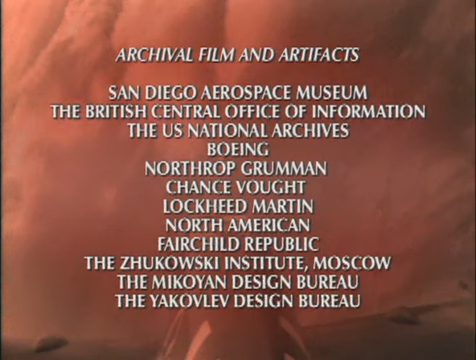 ARCHIVAL FILM AND ARTIFACTS
SAN DIEGO AEROSPACE MUSEUM
THE BRITISH CENTRAL OFFICE OF INFORMATION
THE US NATIONAL ARCHIVES
BOEING
NORTHROP GRUMMAN
CHANCE VOUGHT
LOCKHEED MARTIN
NORTH AMERICAN
FAIRCHILD REPUBLIC
THE ZHUKOWSKI INSTITUTE, MOSCOW
THE MIKOYAN DESIGN BUREAU
THE YAKOVLEV DESIGN BUREAU